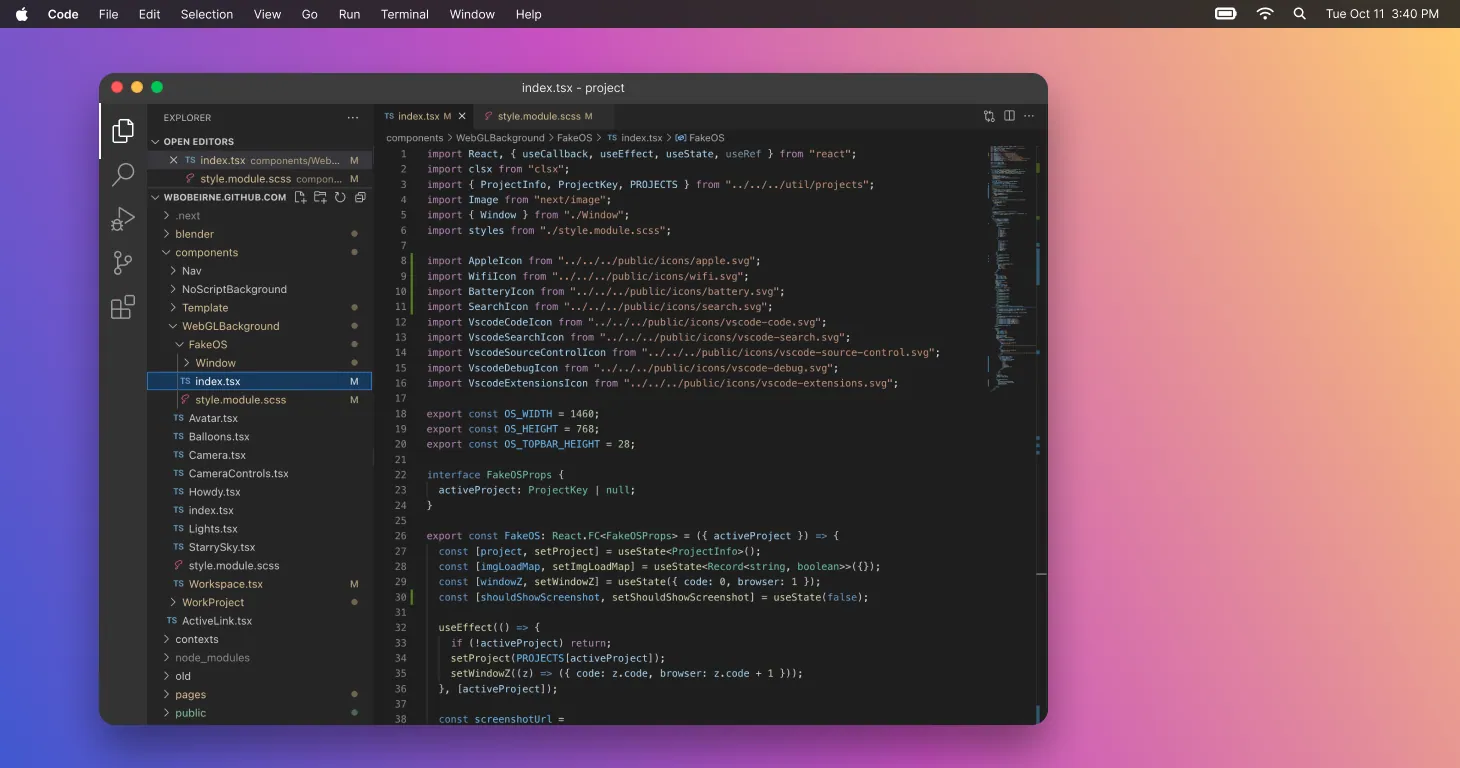 Code File Edit Selection View Go Run Terminal Window Help Tue Oct 11 3:40 PM
index.tsx - project
EXPLORER
OPEN EDITORS
TS index.tsx components/Web... M
style.module.scss compon... M
WBOBEIRNE.GITHUB.COM
.next
blender
components
Nav
NoScriptBackground
Template
WebGLBackground
FakeOS
Window
TS index.tsx M
style.module.scss M
TS Avatar.tsx
TS Balloons.tsx
TS Camera.tsx
TS CameraControls.tsx
TS Howdy.tsx
TS index.tsx
TS Lights.tsx
TS StarrySky.tsx
style.module.scss
TS Workspace.tsx M
WorkProject
TS ActiveLink.tsx
contexts
node_modules
old
pages
public
TS index.tsx M style.module.scss M
components > WebGLBackground > FakeOS > TS index.tsx > FakeOS
1 import React, { useCallback, useEffect, useState, useRef } from "react";
2 import clsx from "clsx";
3 import { ProjectInfo, ProjectKey, PROJECTS } from "../../../util/projects";
4 import Image from "next/image";
5 import { Window } from "./Window";
6 import styles from "./style.module.scss";
7
8 import AppleIcon from "../../../public/icons/apple.svg";
9 import WifiIcon from "../../../public/icons/wifi.svg";
10 import BatteryIcon from "../../../public/icons/battery.svg";
11 import SearchIcon from "../../../public/icons/search.svg";
12 import VscodeCodeIcon from "../../../public/icons/vscode-code.svg";
13 import VscodeSearchIcon from "../../../public/icons/vscode-search.svg";
14 import VscodeSourceControlIcon from "../../../public/icons/vscode-source-control.svg";
15 import VscodeDebugIcon from "../../../public/icons/vscode-debug.svg";
16 import VscodeExtensionsIcon from "../../../public/icons/vscode-extensions.svg";
17
18 export const OS_WIDTH = 1460;
19 export const OS_HEIGHT = 768;
20 export const OS_TOPBAR_HEIGHT = 28;
21
22 interface FakeOSProps {
23 activeProject: ProjectKey | null;
24 }
25
26 export const FakeOS: React.FC<FakeOSProps> = ({ activeProject }) => {
27 const [project, setProject] = useState<ProjectInfo>();
28 const [imgLoadMap, setImgLoadMap] = useState<Record<string, boolean>>({});
29 const [windowZ, setWindowZ] = useState({ code: 0, browser: 1 });
30 const [shouldShowScreenshot, setShouldShowScreenshot] = useState(false);
31
32 useEffect(() => {
33 if (!activeProject) return;
34 setProject(PROJECTS[activeProject]);
35 setWindowZ((z) => ({ code: z.code, browser: z.code + 1 }));
36 }, [activeProject]);
37
38 const screenshotUrl =